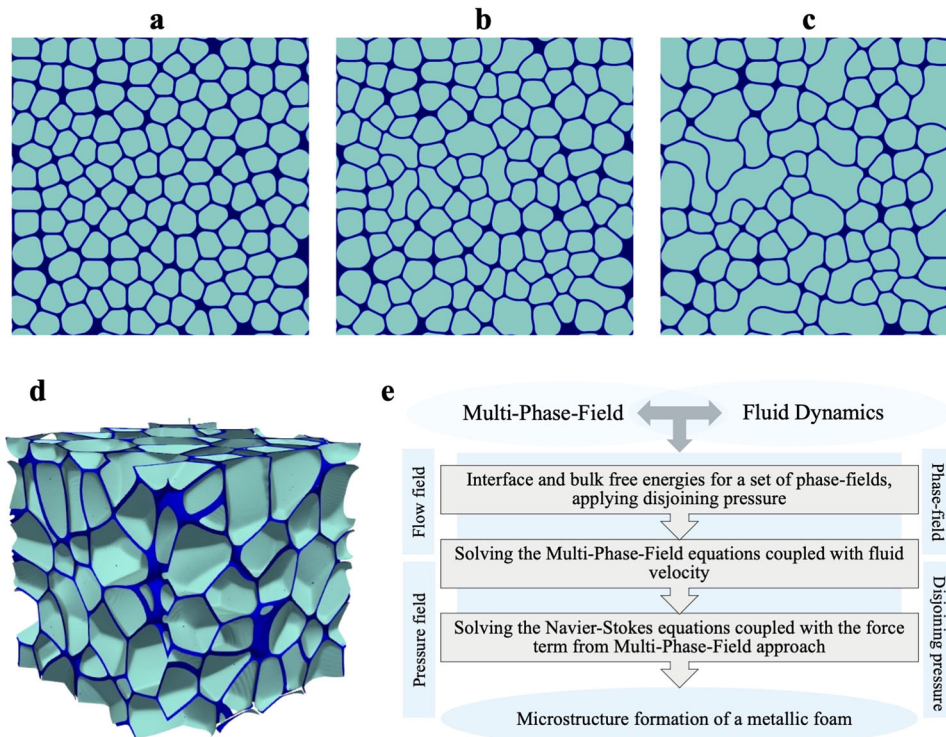 a
b
c
d
e
Multi-Phase-Field
Fluid Dynamics
Flow field
Phase-field
Interface and bulk free energies for a set of phase-fields,
applying disjoining pressure
Solving the Multi-Phase-Field equations coupled with fluid
velocity
Pressure field
Disjoining pressure
Solving the Navier-Stokes equations coupled with the force
term from Multi-Phase-Field approach
Microstructure formation of a metallic foam